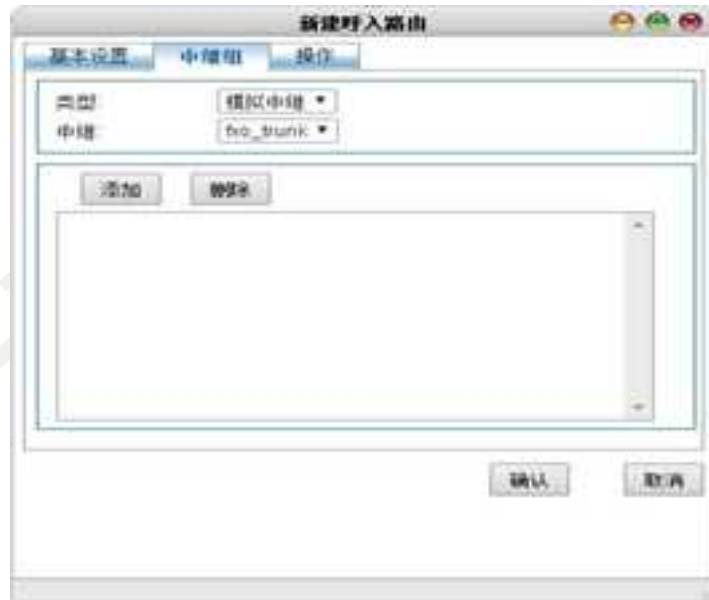 新建呼入路由
基本设置 中继组 操作
类型 模拟中继
中继 fxo_trunk
添加 删除
确认 取消